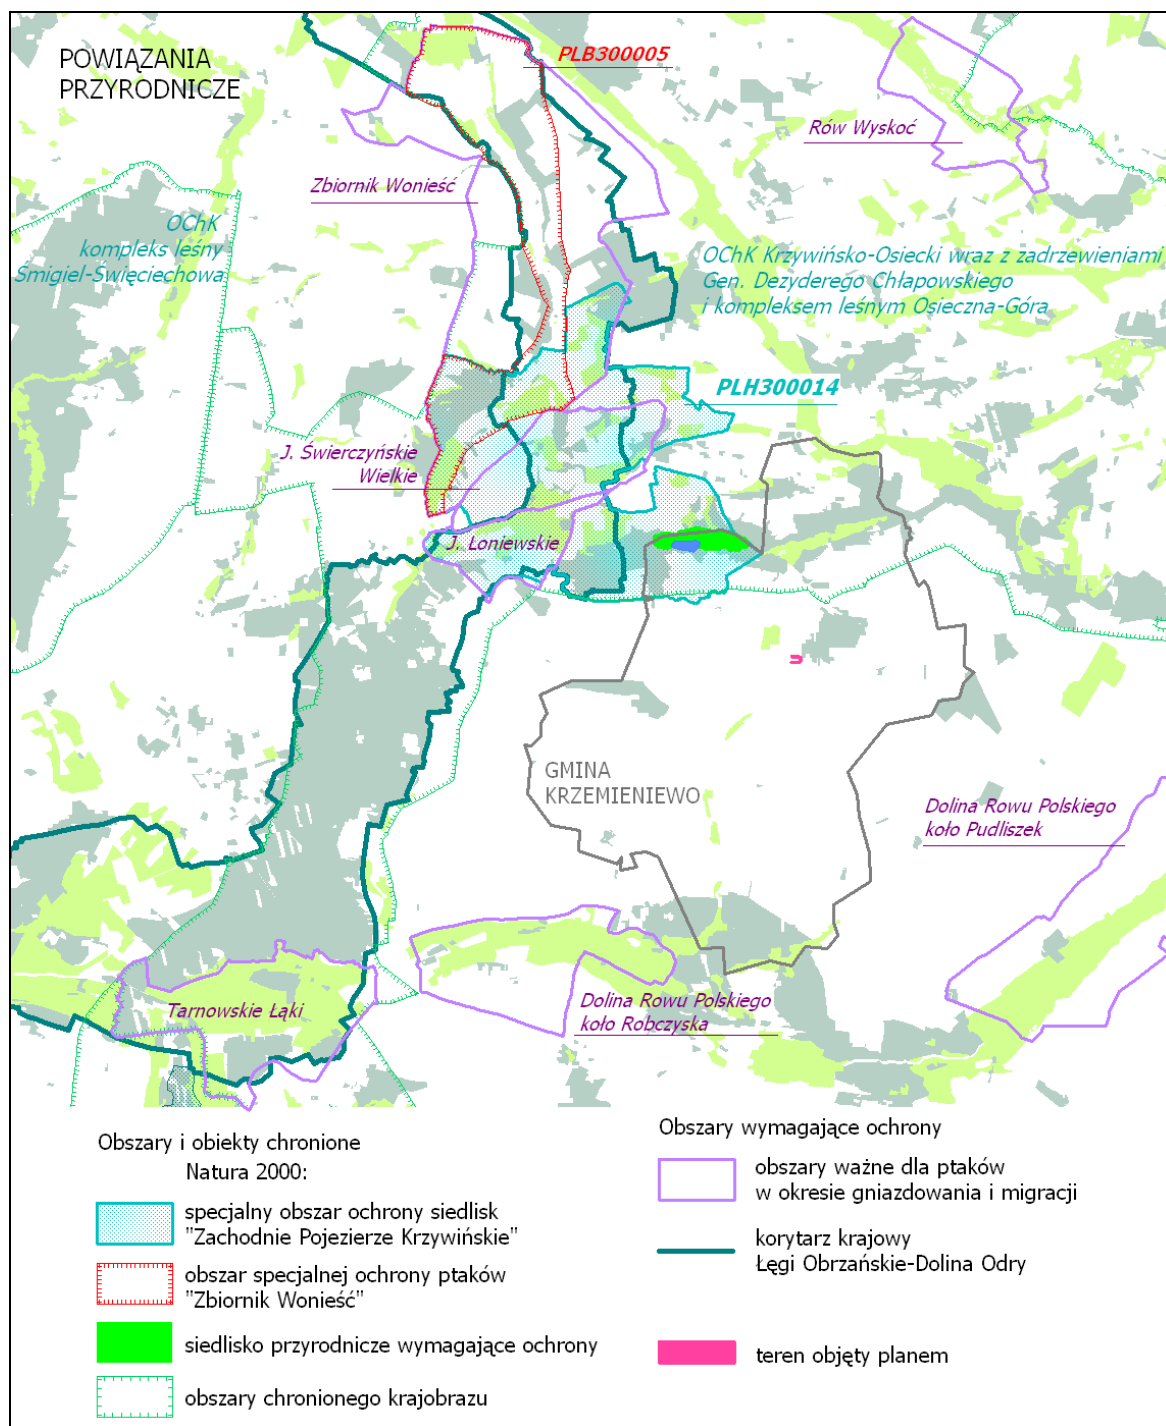 POWIĄZANIA
PRZYRODNICZE
PLB300005
Rów Wyskoć
Zbiornik Wonieść
OChK
kompleks leśny
Śmigiel-Święciechowa
OChK Krzywińsko-Osiecki wraz z zadrzewieniami
Gen. Dezyderego Chłapowskiego
i kompleksem leśnym Osieczna-Góra
PLH300014
J. Świerczyńskie
Wielkie
J. Łoniewskie
GMINA
KRZEMIENIEWO
Dolina Rowu Polskiego
koło Pudliszek
Tarnowskie Łąki
Dolina Rowu Polskiego
koło Robczyska
Obszary i obiekty chronione
Natura 2000:
specjalny obszar ochrony siedlisk
"Zachodnie Pojezierze Krzywińskie"
obszar specjalnej ochrony ptaków
"Zbiornik Wonieść"
siedlisko przyrodnicze wymagające ochrony
obszary chronionego krajobrazu
Obszary wymagające ochrony
obszary ważne dla ptaków
w okresie gniazdowania i migracji
korytarz krajowy
Łęgi Obrzańskie-Dolina Odry
teren objęty planem